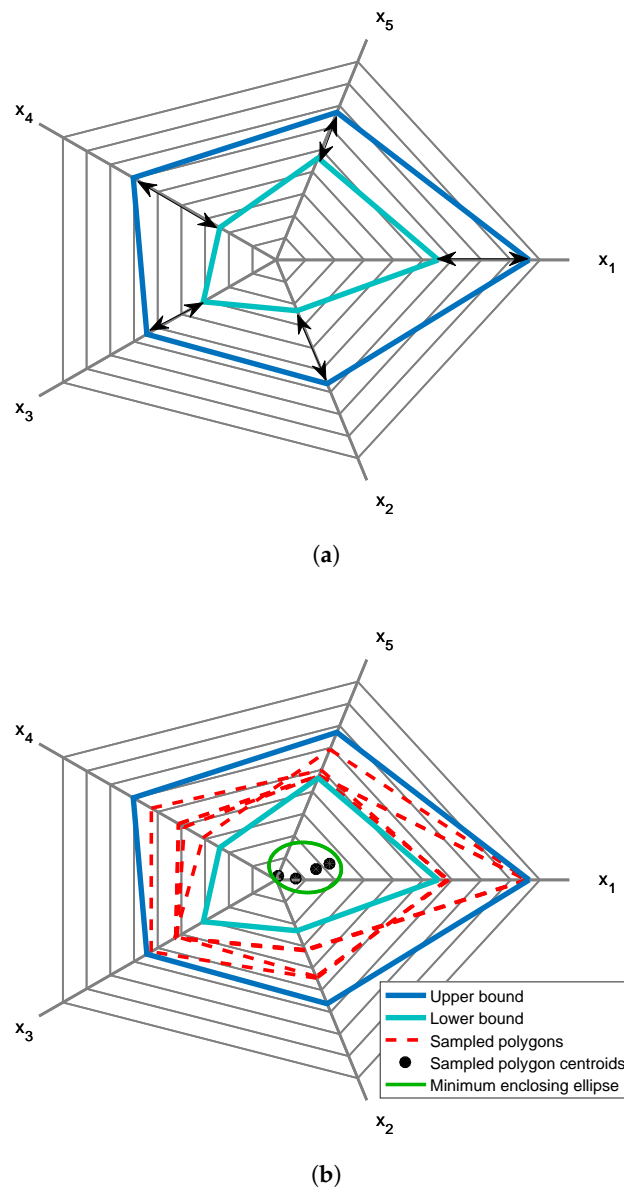 x5
x4
x1
x3
x2
(a)
x5
x4
x1
x3
Upper bound
Lower bound
Sampled polygons
Sampled polygon centroids
Minimum enclosing ellipse
x2
(b)